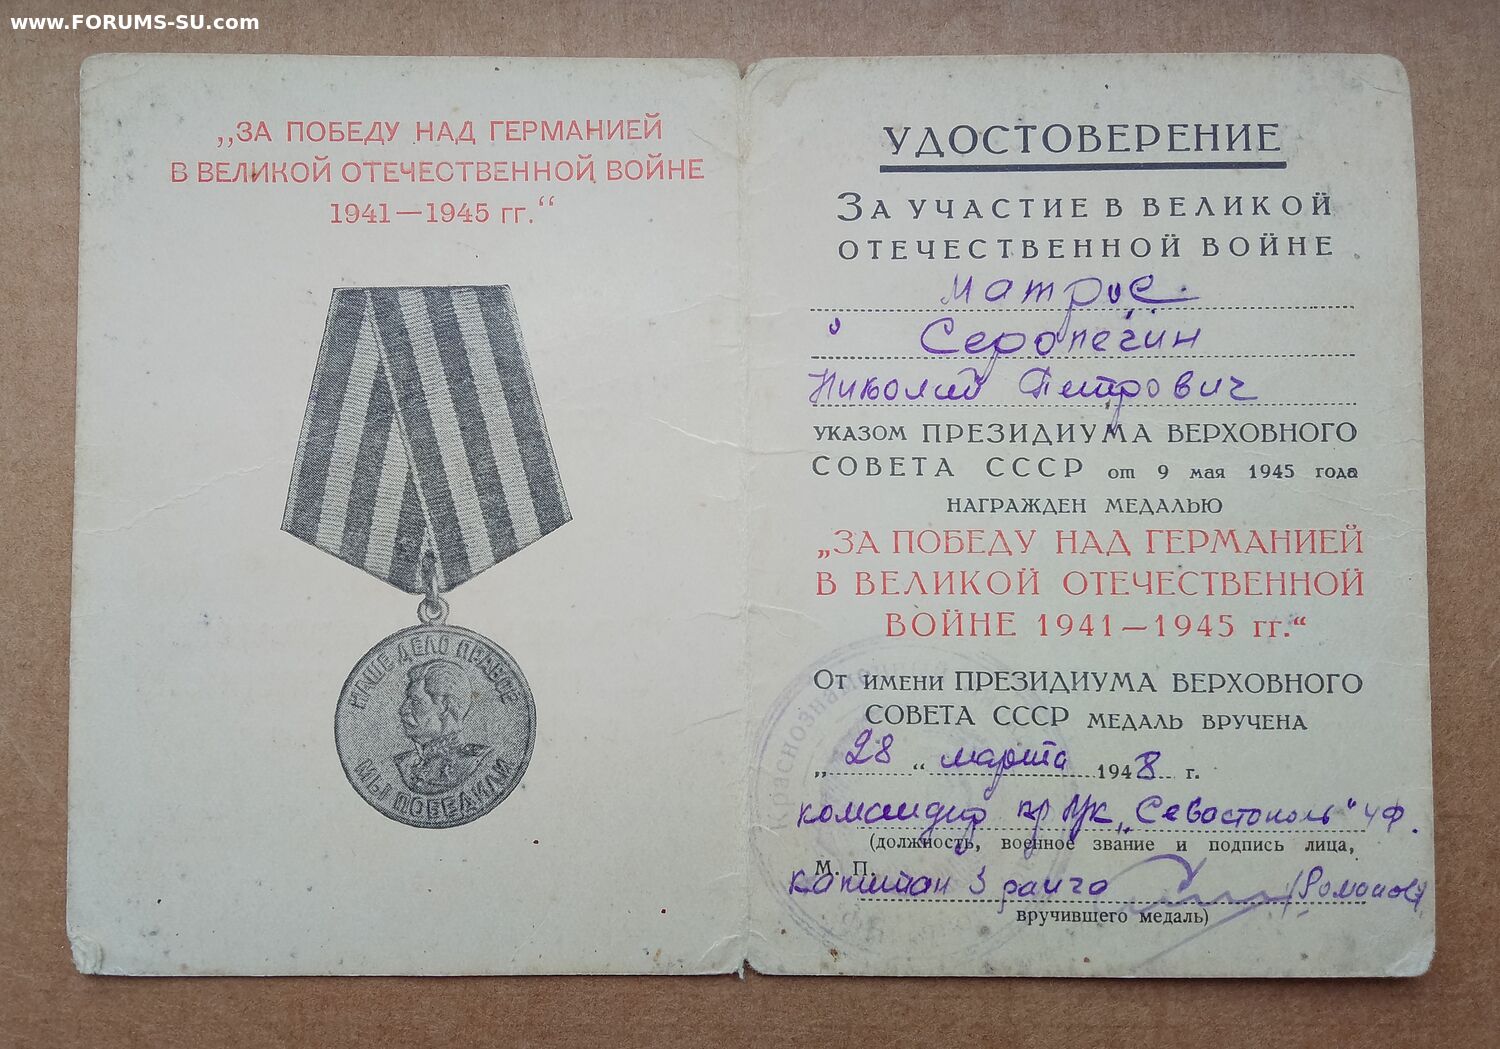 www.FORUMS-SU.com
„ЗА ПОБЕДУ НАД ГЕРМАНИЕЙ
В ВЕЛИКОЙ ОТЕЧЕСТВЕННОЙ ВОЙНЕ
1941—1945 гг.“
НАШЕ ДЕЛО ПРАВОЕ
МЫ ПОБЕДИЛИ
УДОСТОВЕРЕНИЕ
ЗА УЧАСТИЕ В ВЕЛИКОЙ
ОТЕЧЕСТВЕННОЙ ВОЙНЕ
матрос
Серопегин
Николай Петрович
УКАЗОМ ПРЕЗИДИУМА ВЕРХОВНОГО
СОВЕТА СССР от 9 мая 1945 года
НАГРАЖДЕН МЕДАЛЬЮ
„ЗА ПОБЕДУ НАД ГЕРМАНИЕЙ
В ВЕЛИКОЙ ОТЕЧЕСТВЕННОЙ
ВОЙНЕ 1941—1945 гг.“
ОТ ИМЕНИ ПРЕЗИДИУМА ВЕРХОВНОГО
СОВЕТА СССР МЕДАЛЬ ВРУЧЕНА
„28“ марта 1948 г.
командир кр „Севастополь“ ЧФ.
(должность, военное звание и подпись лица,
М. П.
капитан 3 ранга (Романов)
вручившего медаль)
Краснознаменный